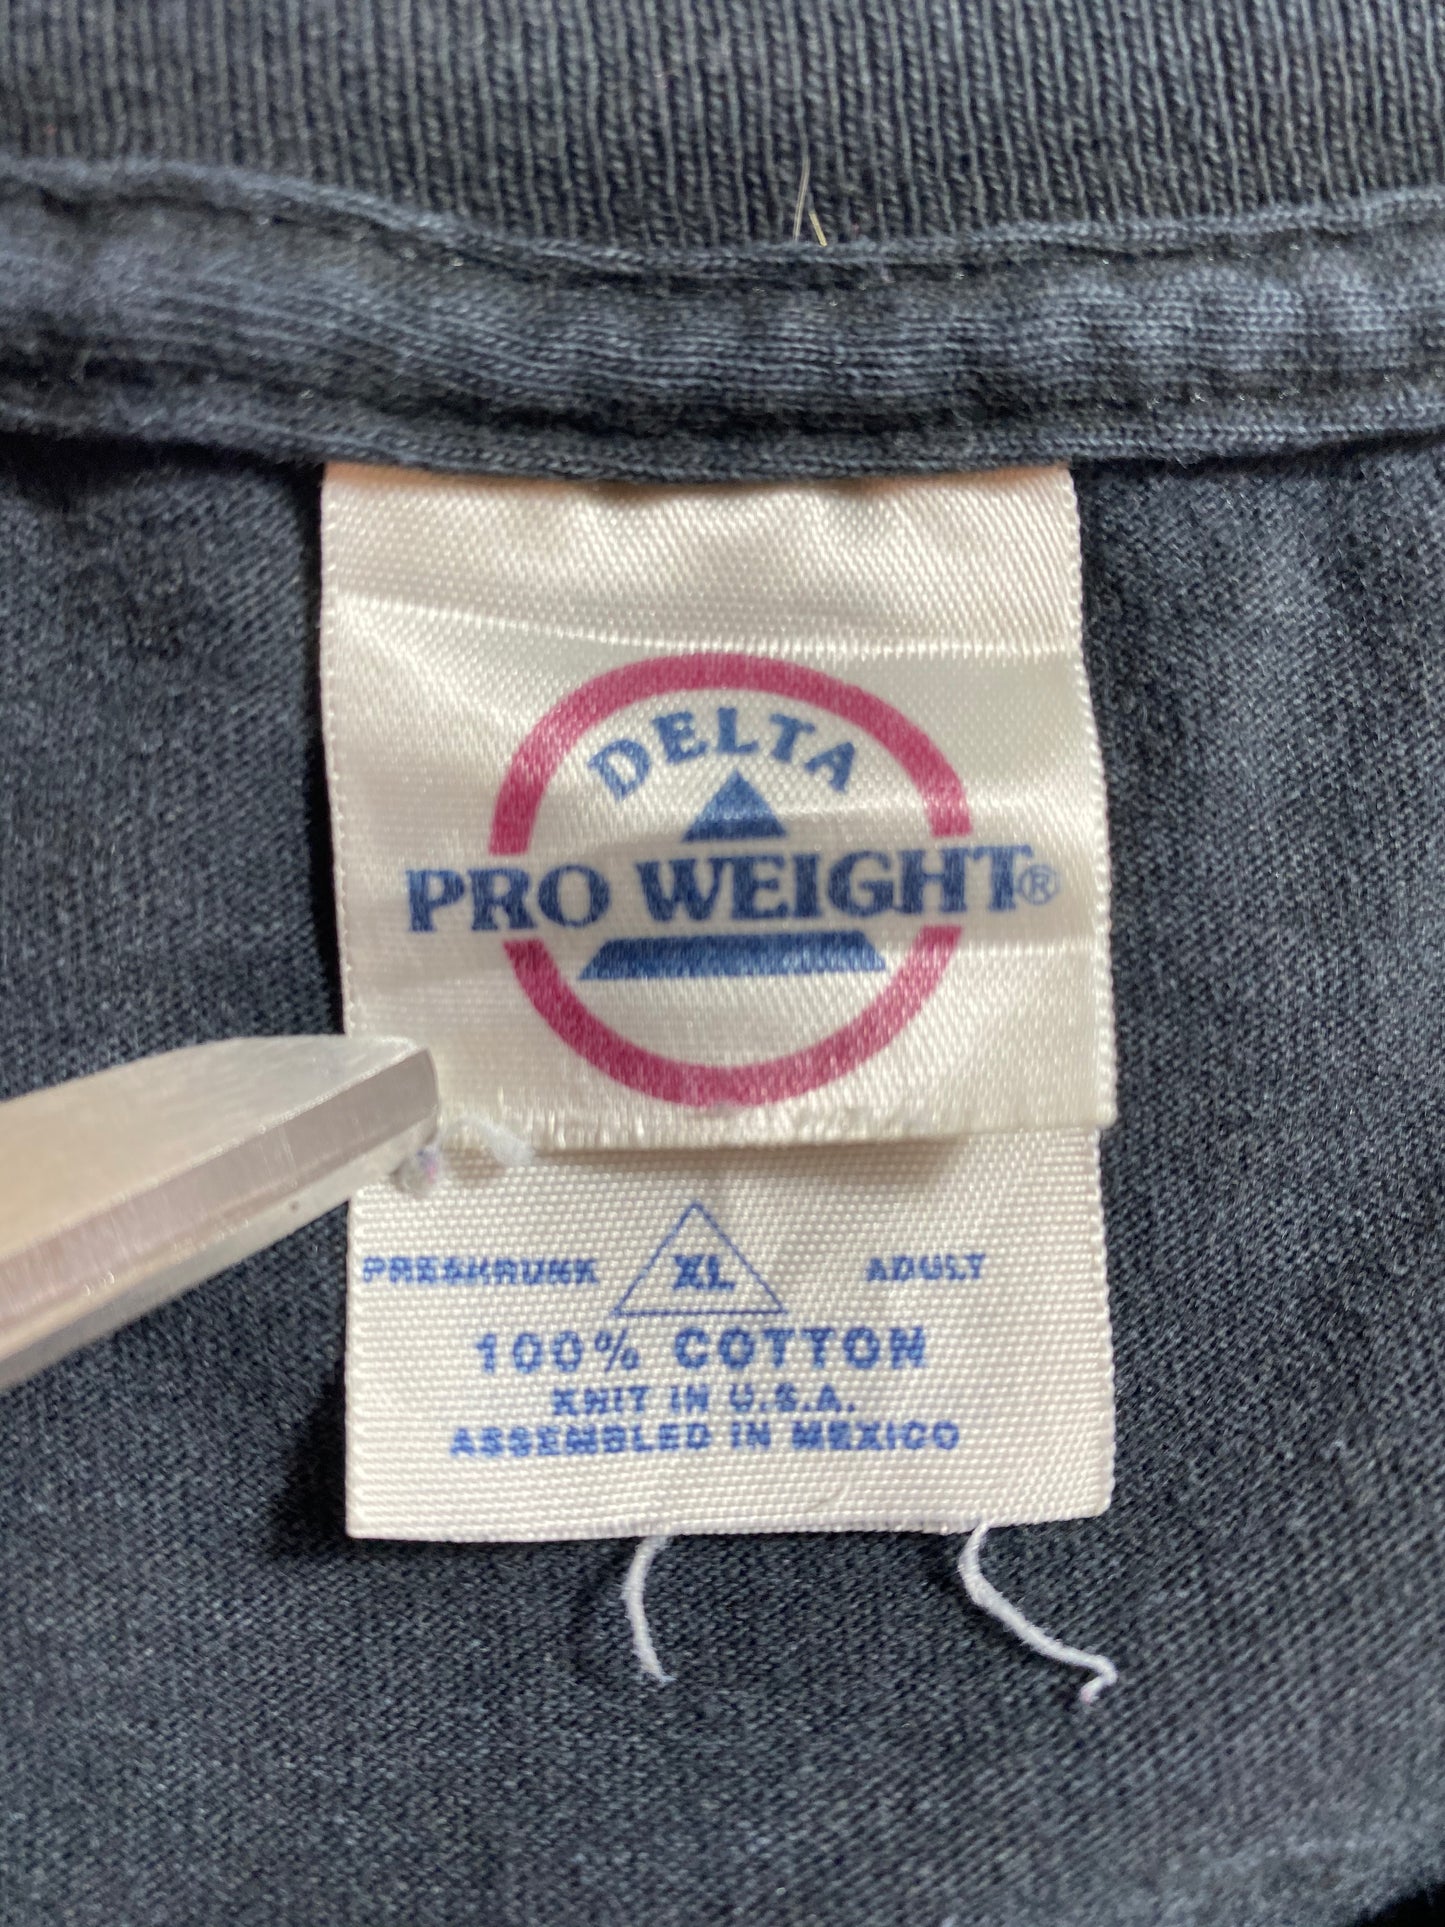 DELTA
PRO WEIGHT®
PRESHRUNK XL ADULT
100% COTTON
KNIT IN U.S.A.
ASSEMBLED IN MEXICO